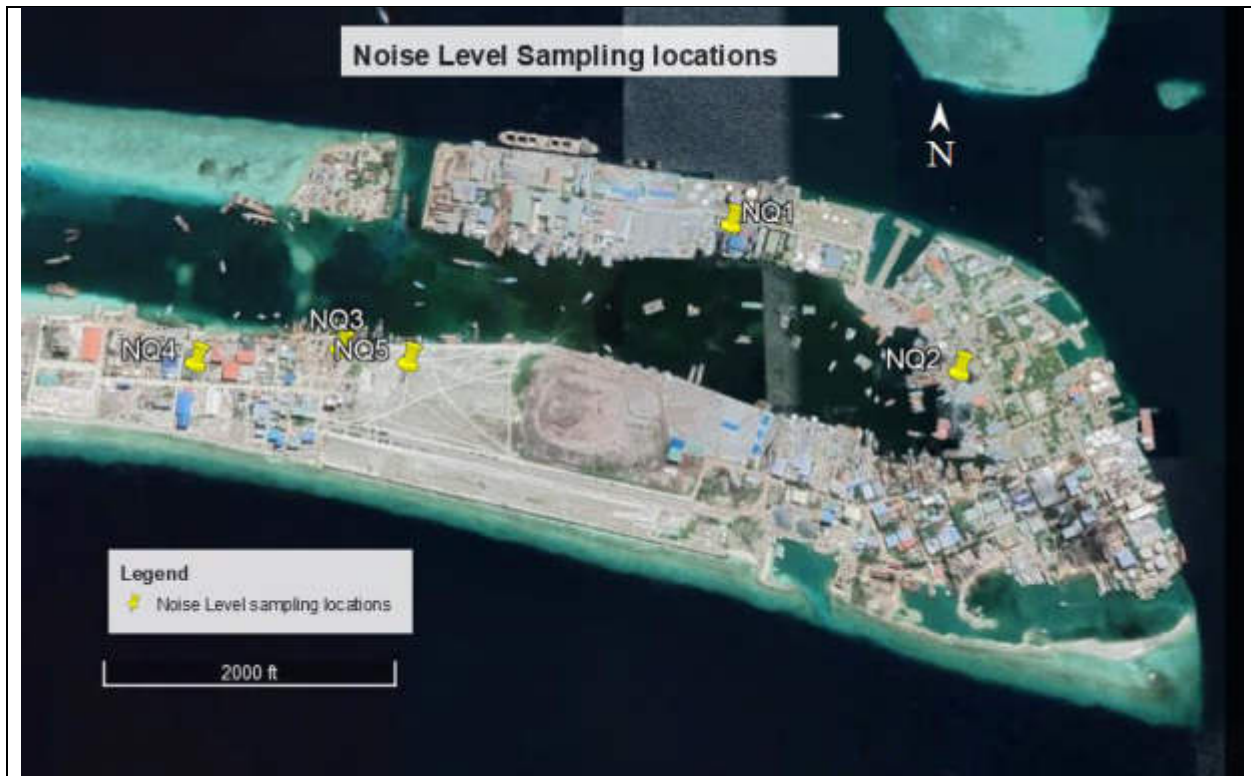 Noise Level Sampling locations
N
NQ1
NQ3
NQ4
NQ5
NQ2
Legend
Noise Level sampling locations
2000 ft